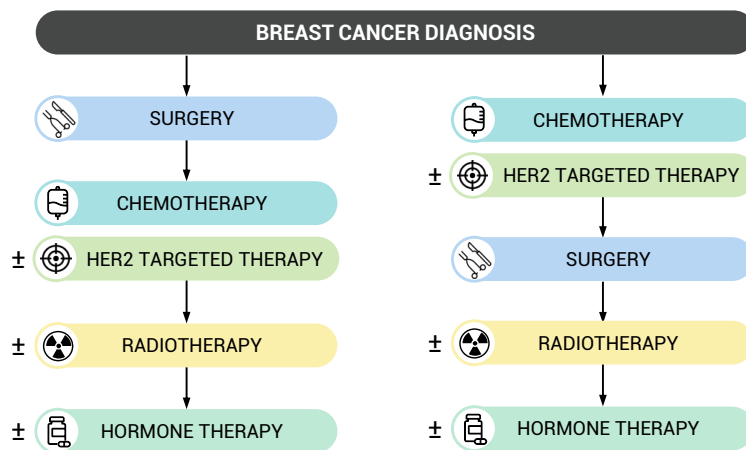 BREAST CANCER DIAGNOSIS
SURGERY
CHEMOTHERAPY
± HER2 TARGETED THERAPY
± RADIOTHERAPY
± HORMONE THERAPY
CHEMOTHERAPY
± HER2 TARGETED THERAPY
SURGERY
± RADIOTHERAPY
± HORMONE THERAPY